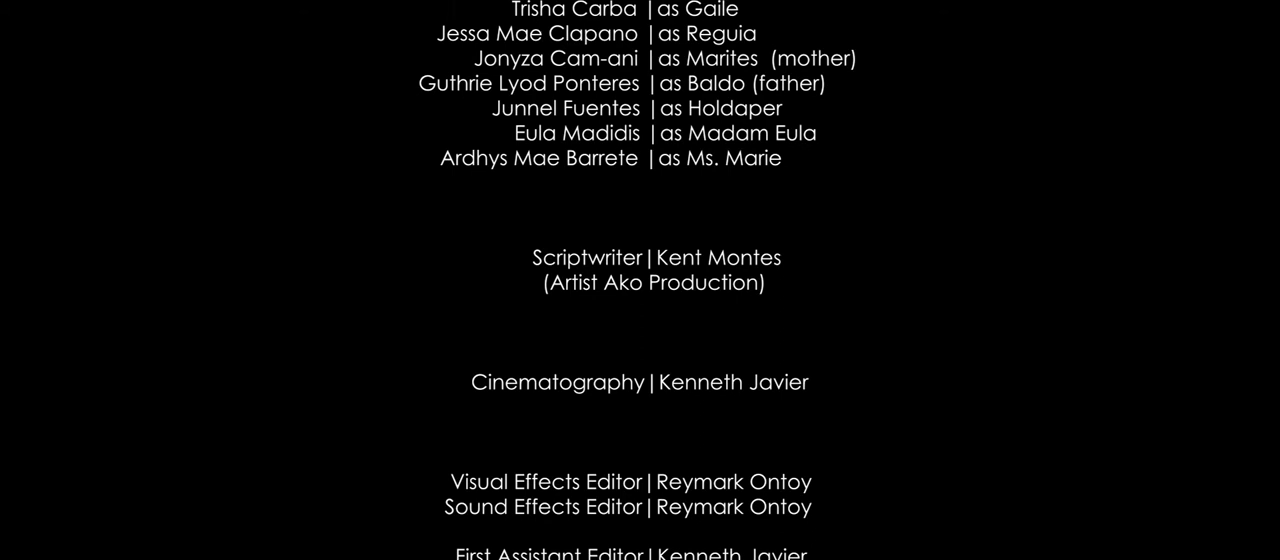 Trisha Carba | as Gaile
Jessa Mae Clapano | as Reguia
Jonyza Cam-ani | as Marites (mother)
Guthrie Lyod Ponteres | as Baldo (father)
Junnel Fuentes | as Holdaper
Eula Madidis | as Madam Eula
Ardhys Mae Barrete | as Ms. Marie
Scriptwriter | Kent Montes
(Artist Ako Production)
Cinematography | Kenneth Javier
Visual Effects Editor | Reymark Ontoy
Sound Effects Editor | Reymark Ontoy
First Assistant Editor | Kenneth Javier